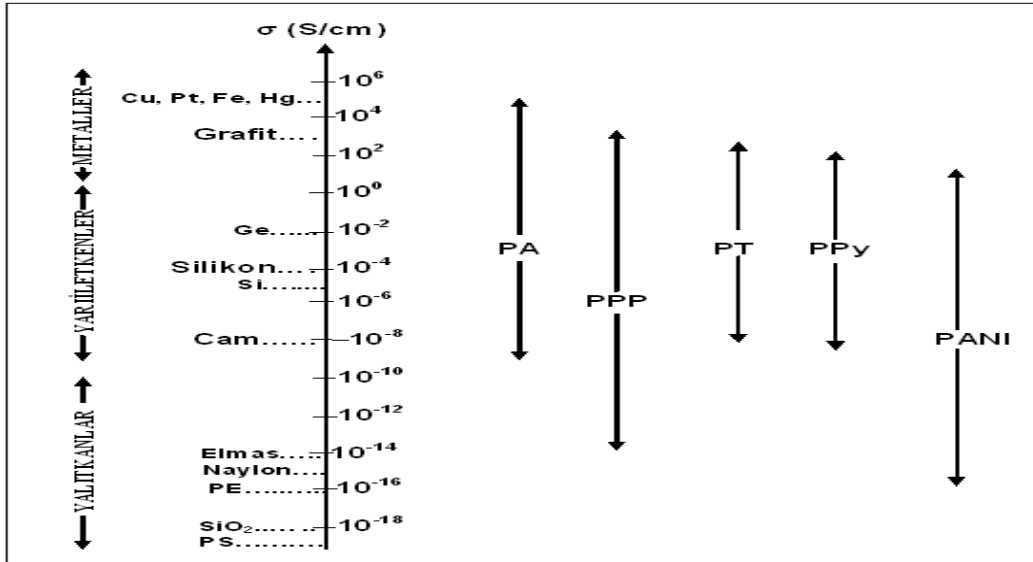 σ (S/cm)
METALLER
YARIİLETKENLER
YALITKANLAR
Cu, Pt, Fe, Hg...
Grafit.....
Ge.......
Silikon.....
Si......
Cam.......
Elmas......
Naylon....
PE.........
SiO₂......
PS..........
10⁶
10⁴
10²
10⁰
10⁻²
10⁻⁴
10⁻⁶
10⁻⁸
10⁻¹⁰
10⁻¹²
10⁻¹⁴
10⁻¹⁶
10⁻¹⁸
PA
PPP
PT
PPy
PANI